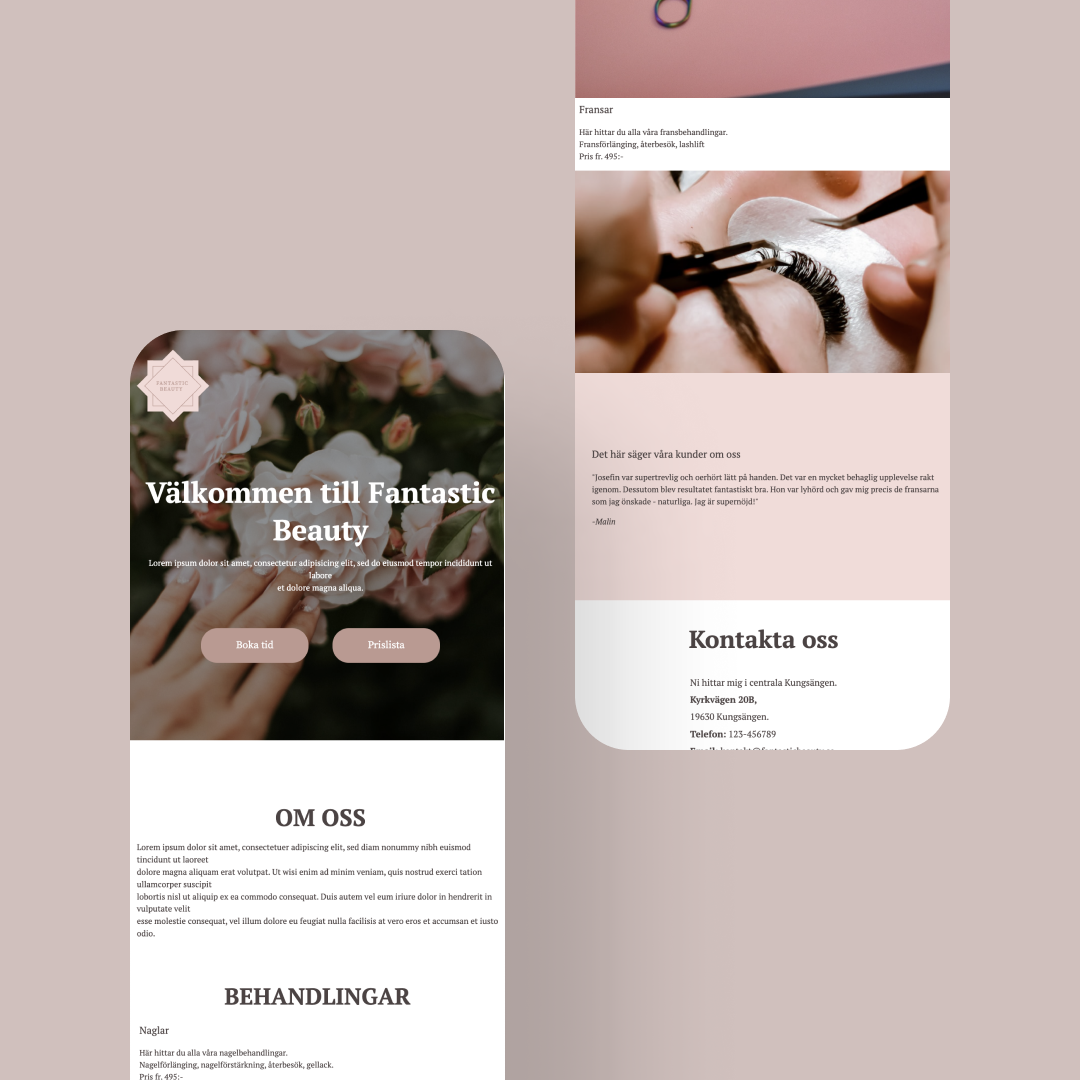 FANTASTIC
BEAUTY
Välkommen till Fantastic
Beauty
Lorem ipsum dolor sit amet, consectetur adipisicing elit, sed do eiusmod tempor incididunt ut
labore
et dolore magna aliqua.
Boka tid
Prislista
OM OSS
Lorem ipsum dolor sit amet, consectetuer adipiscing elit, sed diam nonummy nibh euismod
tincidunt ut laoreet
dolore magna aliquam erat volutpat. Ut wisi enim ad minim veniam, quis nostrud exerci tation
ullamcorper suscipit
lobortis nisl ut aliquip ex ea commodo consequat. Duis autem vel eum iriure dolor in hendrerit in
vulputate velit
esse molestie consequat, vel illum dolore eu feugiat nulla facilisis at vero eros et accumsan et iusto
odio.
BEHANDLINGAR
Naglar
Här hittar du alla våra nagelbehandlingar.
Nagelförlänging, nagelförstärkning, återbesök, gellack.
Pris fr. 495:-
Fransar
Här hittar du alla våra fransbehandlingar.
Fransförlänging, återbesök, lashlift
Pris fr. 495:-
Det här säger våra kunder om oss
"Josefin var supertrevlig och oerhört lätt på handen. Det var en mycket behaglig upplevelse rakt
igenom. Dessutom blev resultatet fantastiskt bra. Hon var lyhörd och gav mig precis de fransarna
som jag önskade - naturliga. Jag är supernöjd!"
-Malin
Kontakta oss
Ni hittar mig i centrala Kungsängen.
Kyrkvägen 20B,
19630 Kungsängen.
Telefon: 123-456789